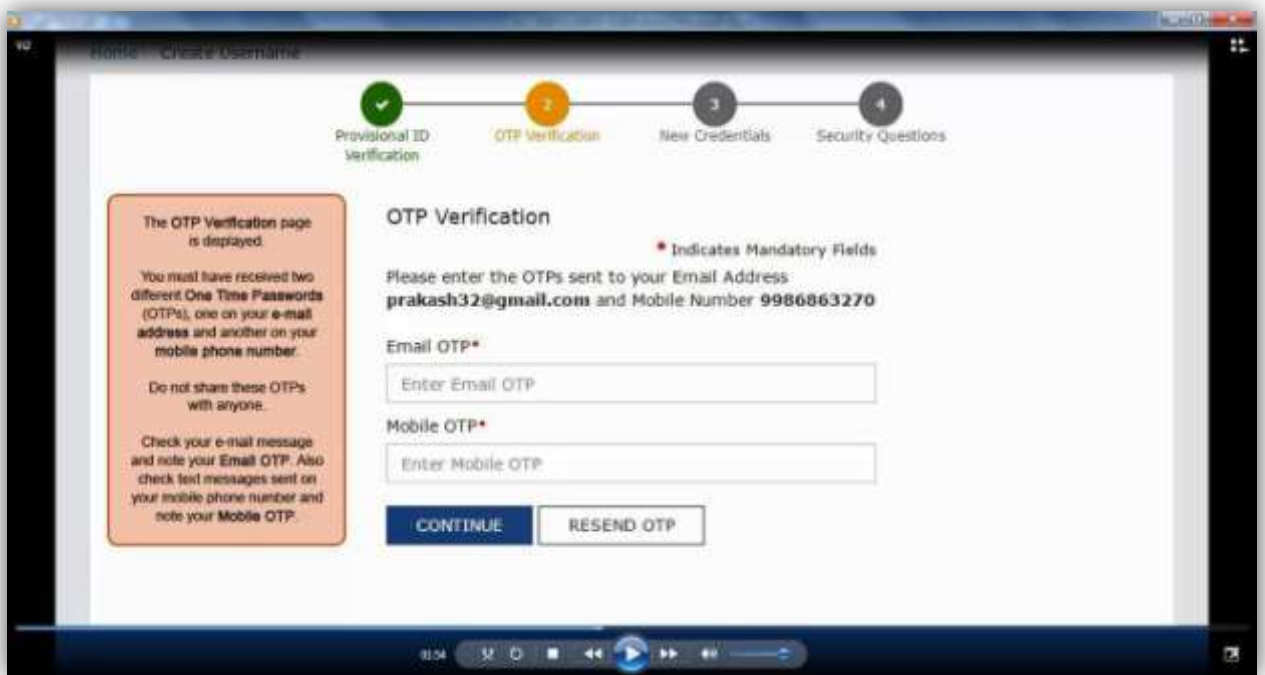 Home Create Username
2
3
4
Provisional ID
Verification
OTP Verification
New Credentials
Security Questions
The OTP Verification page
is displayed.
You must have received two
different One Time Passwords
(OTPs), one on your e-mail
address and another on your
mobile phone number.
Do not share these OTPs
with anyone.
Check your e-mail message
and note your Email OTP. Also
check text messages sent on
your mobile phone number and
note your Mobile OTP.
OTP Verification
* Indicates Mandatory Fields
Please enter the OTPs sent to your Email Address
prakash32@gmail.com and Mobile Number 9986863270
Email OTP*
Enter Email OTP
Mobile OTP*
Enter Mobile OTP
CONTINUE
RESEND OTP
01:54